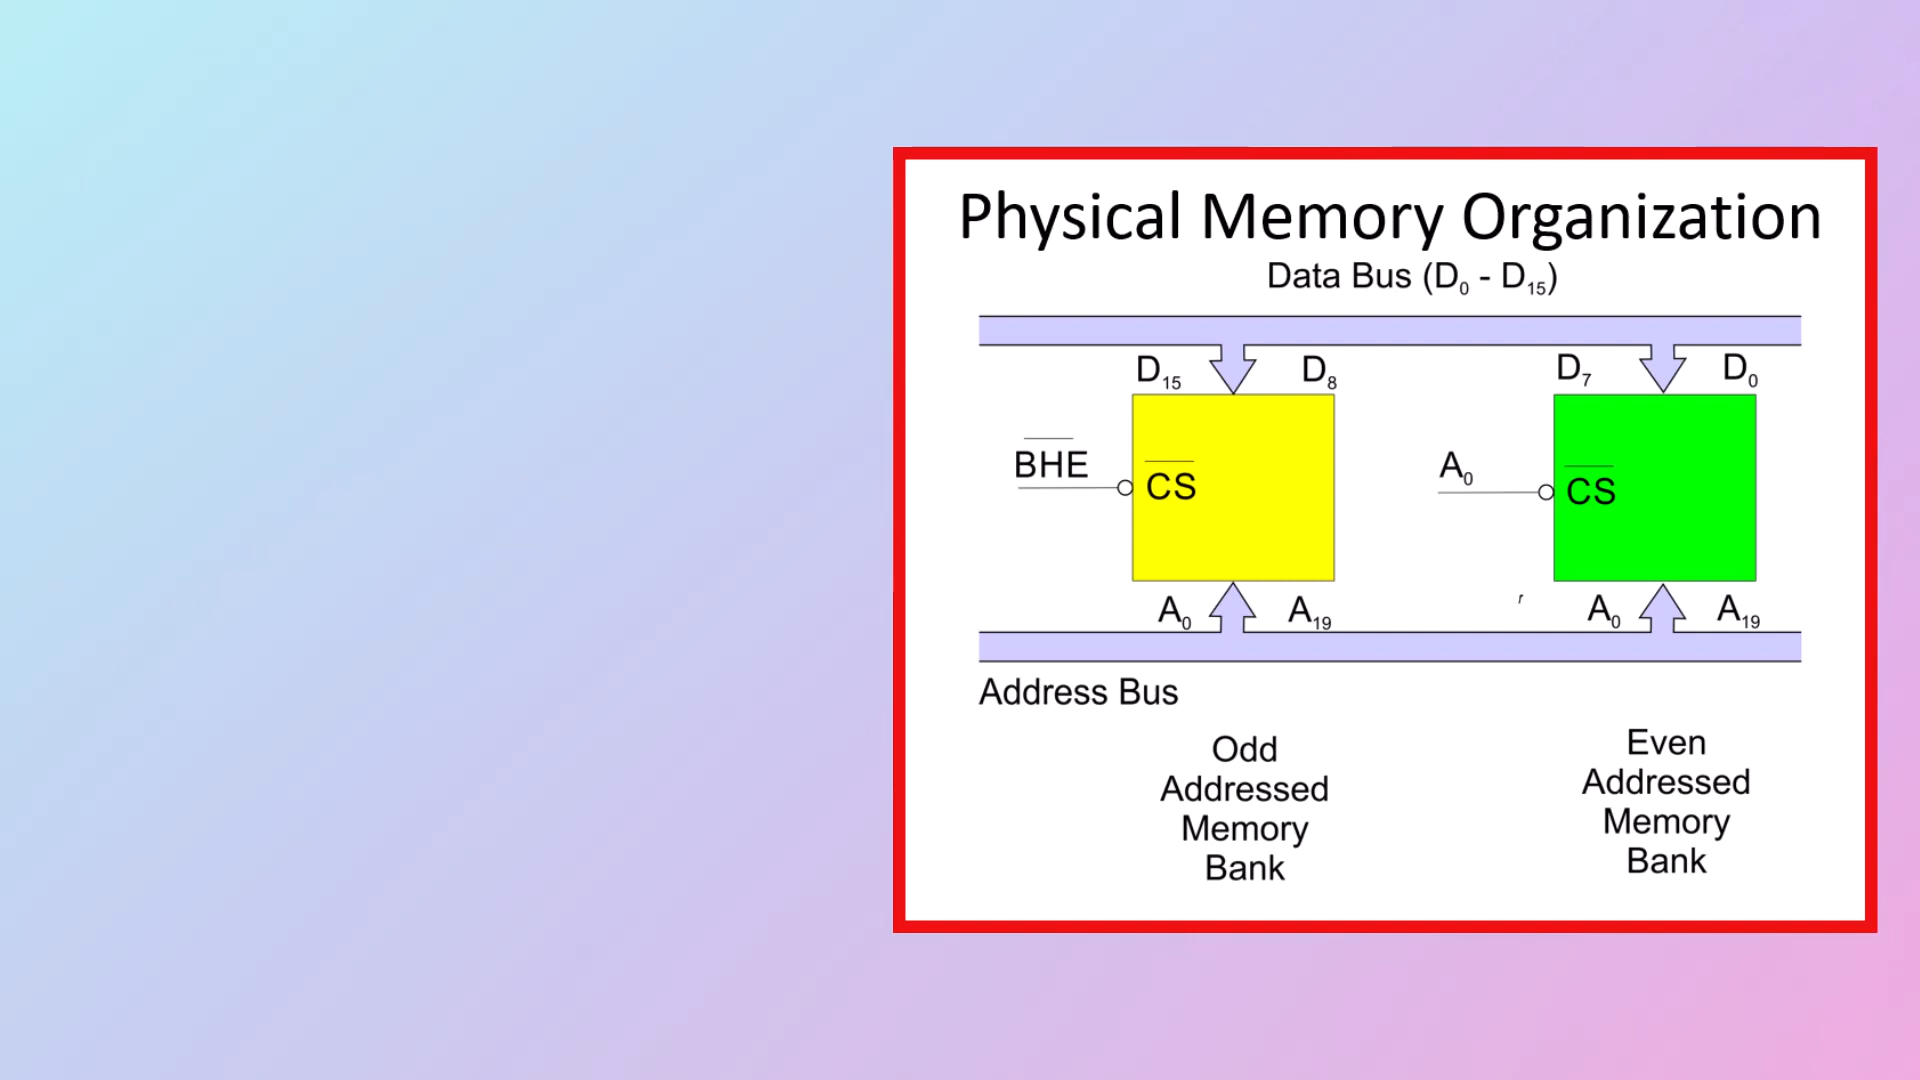 Physical Memory Organization
Data Bus (D0 - D15)
D15 D8 D7 D0
BHE CS A0 CS
A0 A19 A0 A19
Address Bus
Odd
Addressed
Memory
Bank
Even
Addressed
Memory
Bank